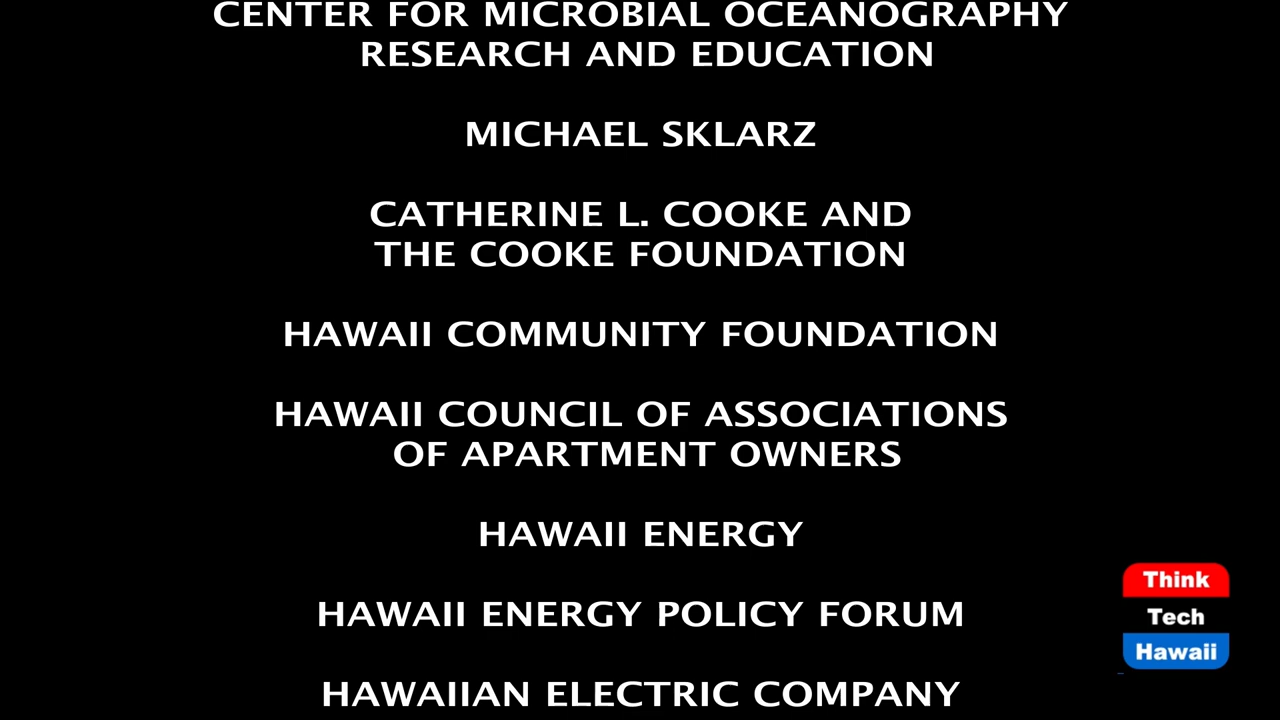 CENTER FOR MICROBIAL OCEANOGRAPHY
RESEARCH AND EDUCATION
MICHAEL SKLARZ
CATHERINE L. COOKE AND
THE COOKE FOUNDATION
HAWAII COMMUNITY FOUNDATION
HAWAII COUNCIL OF ASSOCIATIONS
OF APARTMENT OWNERS
HAWAII ENERGY
HAWAII ENERGY POLICY FORUM
HAWAIIAN ELECTRIC COMPANY
Think
Tech
Hawaii